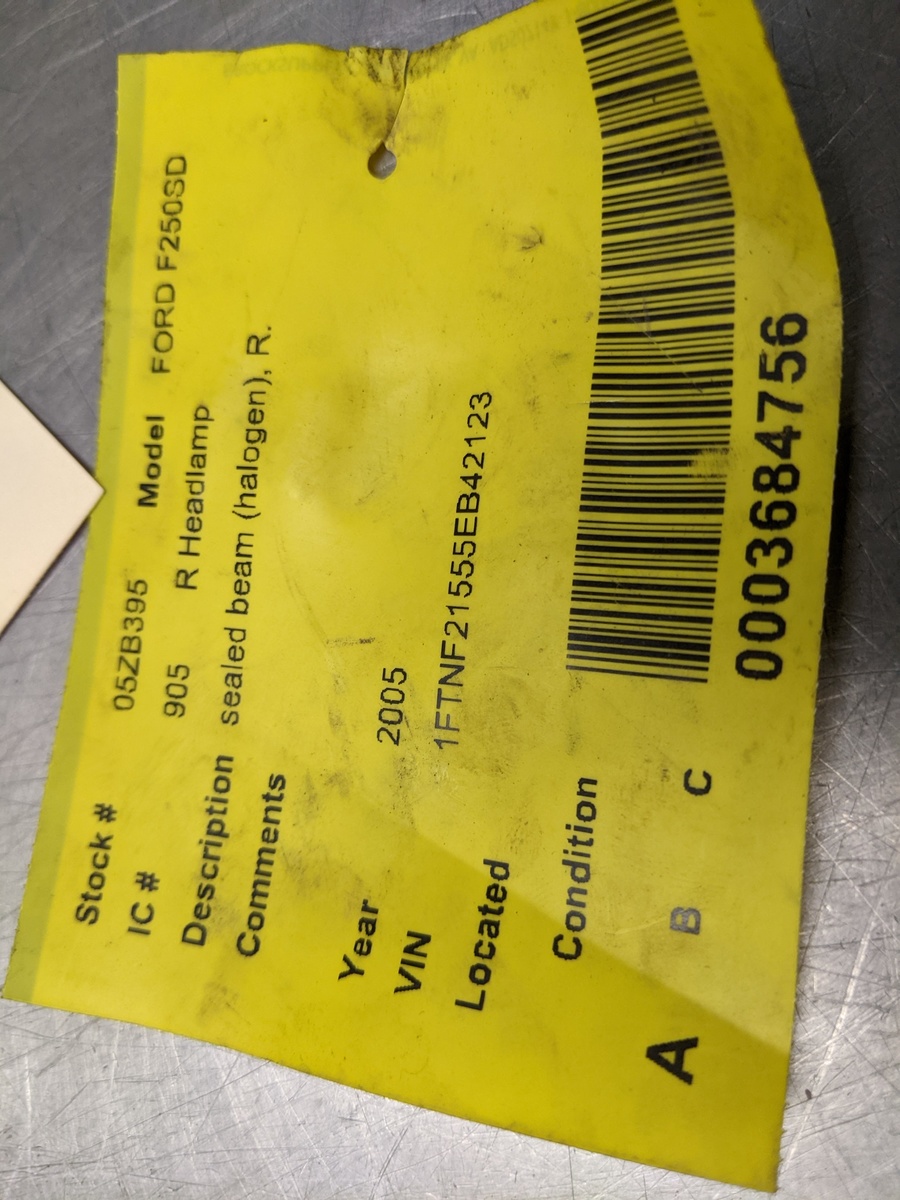 Stock # 05ZB395 Model FORD F250SD
IC # 905 R Headlamp
Description sealed beam (halogen), R.
Comments
Year 2005
VIN 1FTNF21555EB42123
Located
Condition
A B C
0003684756